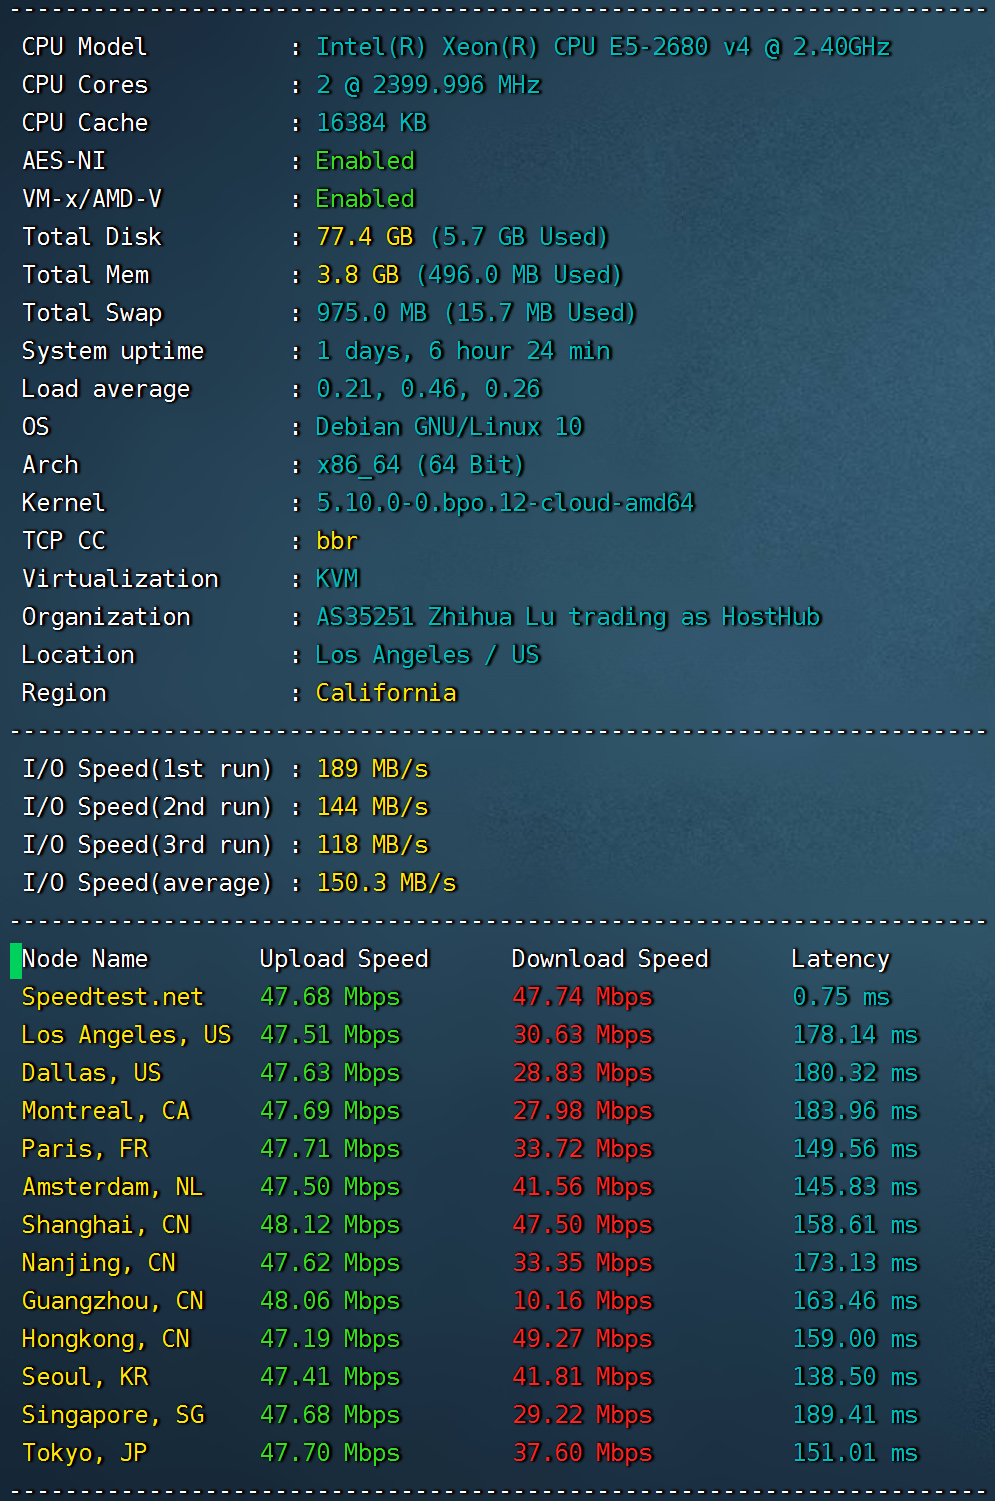 ----------------------------------------------------------------------
CPU Model          : Intel(R) Xeon(R) CPU E5-2680 v4 @ 2.40GHz
CPU Cores          : 2 @ 2399.996 MHz
CPU Cache          : 16384 KB
AES-NI             : Enabled
VM-x/AMD-V         : Enabled
Total Disk         : 77.4 GB (5.7 GB Used)
Total Mem          : 3.8 GB (496.0 MB Used)
Total Swap         : 975.0 MB (15.7 MB Used)
System uptime      : 1 days, 6 hour 24 min
Load average       : 0.21, 0.46, 0.26
OS                 : Debian GNU/Linux 10
Arch               : x86_64 (64 Bit)
Kernel             : 5.10.0-0.bpo.12-cloud-amd64
TCP CC             : bbr
Virtualization     : KVM
Organization       : AS35251 Zhihua Lu trading as HostHub
Location           : Los Angeles / US
Region             : California
----------------------------------------------------------------------
I/O Speed(1st run) : 189 MB/s
I/O Speed(2nd run) : 144 MB/s
I/O Speed(3rd run) : 118 MB/s
I/O Speed(average) : 150.3 MB/s
----------------------------------------------------------------------
Node Name        Upload Speed      Download Speed      Latency
Speedtest.net    47.68 Mbps        47.74 Mbps          0.75 ms
Los Angeles, US  47.51 Mbps        30.63 Mbps          178.14 ms
Dallas, US       47.63 Mbps        28.83 Mbps          180.32 ms
Montreal, CA     47.69 Mbps        27.98 Mbps          183.96 ms
Paris, FR        47.71 Mbps        33.72 Mbps          149.56 ms
Amsterdam, NL    47.50 Mbps        41.56 Mbps          145.83 ms
Shanghai, CN     48.12 Mbps        47.50 Mbps          158.61 ms
Nanjing, CN      47.62 Mbps        33.35 Mbps          173.13 ms
Guangzhou, CN    48.06 Mbps        10.16 Mbps          163.46 ms
Hongkong, CN     47.19 Mbps        49.27 Mbps          159.00 ms
Seoul, KR        47.41 Mbps        41.81 Mbps          138.50 ms
Singapore, SG    47.68 Mbps        29.22 Mbps          189.41 ms
Tokyo, JP        47.70 Mbps        37.60 Mbps          151.01 ms
----------------------------------------------------------------------